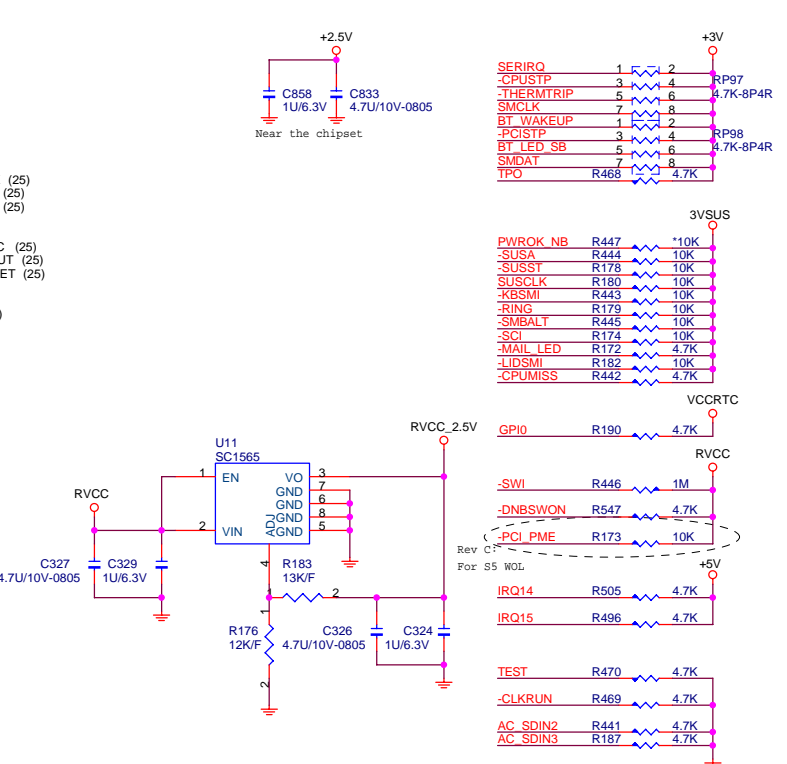 +2.5V
C858
1U/6.3V
C833
4.7U/10V-0805
Near the chipset
(25)
(25)
(25)
C (25)
UT (25)
ET (25)
)
+3V
SERIRQ 1 2
-CPUSTP 3 4
-THERMTRIP 5 6
SMCLK 7 8
RP97
4.7K-8P4R
BT_WAKEUP 1 2
-PCISTP 3 4
BT_LED_SB 5 6
SMDAT 7 8
RP98
4.7K-8P4R
TPO R468 4.7K
3VSUS
PWROK_NB R447 *10K
-SUSA R444 10K
-SUSST R178 10K
SUSCLK R180 10K
-KBSMI R443 10K
-RING R179 10K
-SMBALT R445 10K
-SCI R174 10K
-MAIL_LED R172 4.7K
-LIDSMI R182 10K
-CPUMISS R442 4.7K
VCCRTC
GPI0 R190 4.7K
RVCC
-SWI R446 1M
-DNBSWON R547 4.7K
-PCI_PME R173 10K
Rev C:
For S5 WOL
+5V
IRQ14 R505 4.7K
IRQ15 R496 4.7K
TEST R470 4.7K
-CLKRUN R469 4.7K
AC_SDIN2 R441 4.7K
AC_SDIN3 R187 4.7K
RVCC_2.5V
U11
SC1565
1 EN VO 3
GND 7
GND 6
GND 8
2 VIN ADJ GND 5
4
RVCC
C327
4.7U/10V-0805
C329
1U/6.3V
R183
13K/F
1 2
R176
12K/F
1
2
C326
4.7U/10V-0805
C324
1U/6.3V